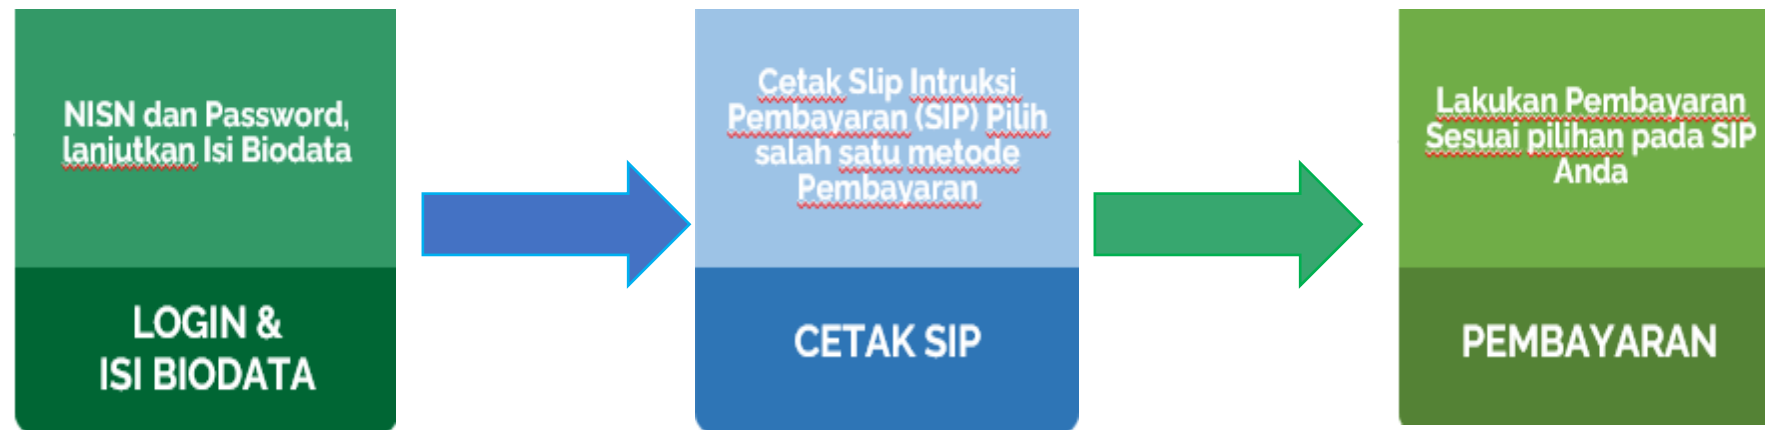 NISN dan Password,
lanjutkan Isi Biodata
LOGIN &
ISI BIODATA
Cetak Slip Intruksi
Pembayaran (SIP) Pilih
salah satu metode
Pembayaran
CETAK SIP
Lakukan Pembayaran
Sesuai pilihan pada SIP
Anda
PEMBAYARAN